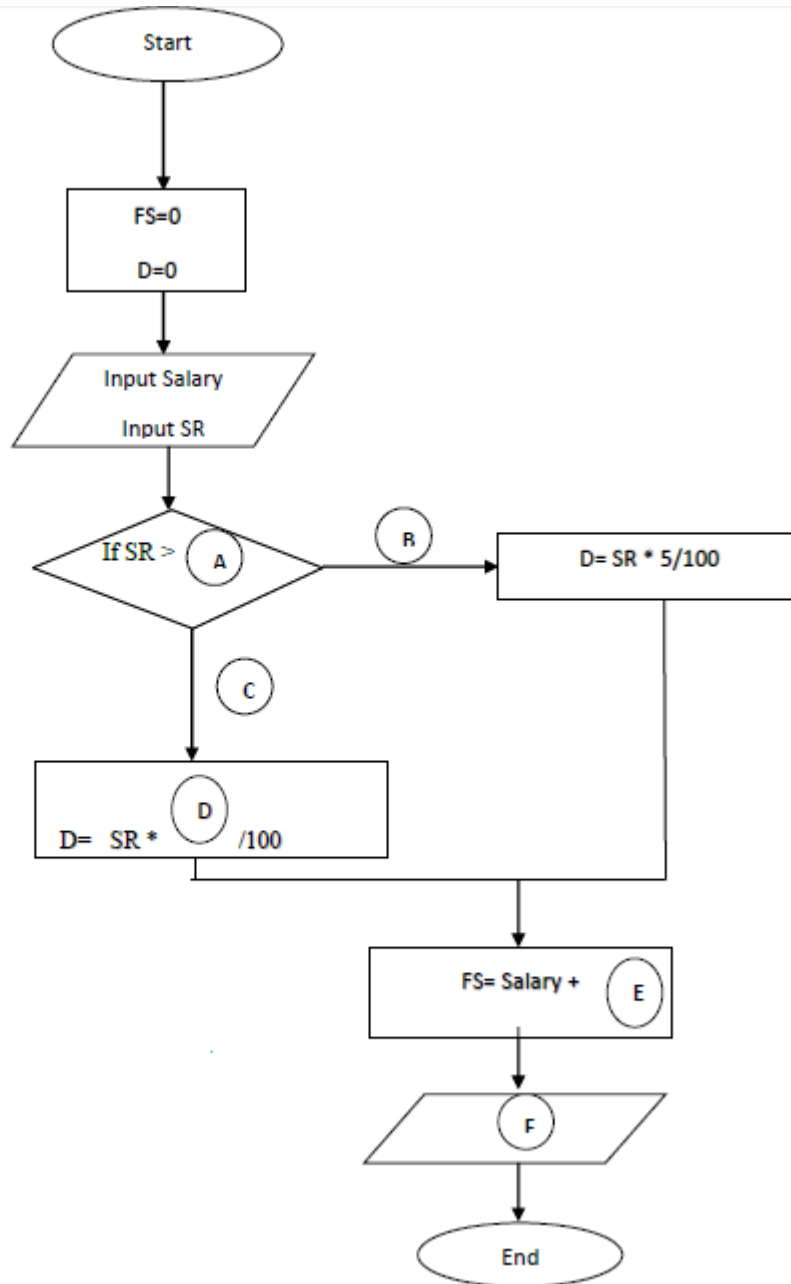 Start
FS=0
D=0
Input Salary
Input SR
If SR > A
B
D= SR * 5/100
C
D
D= SR * /100
FS= Salary + E
F
End